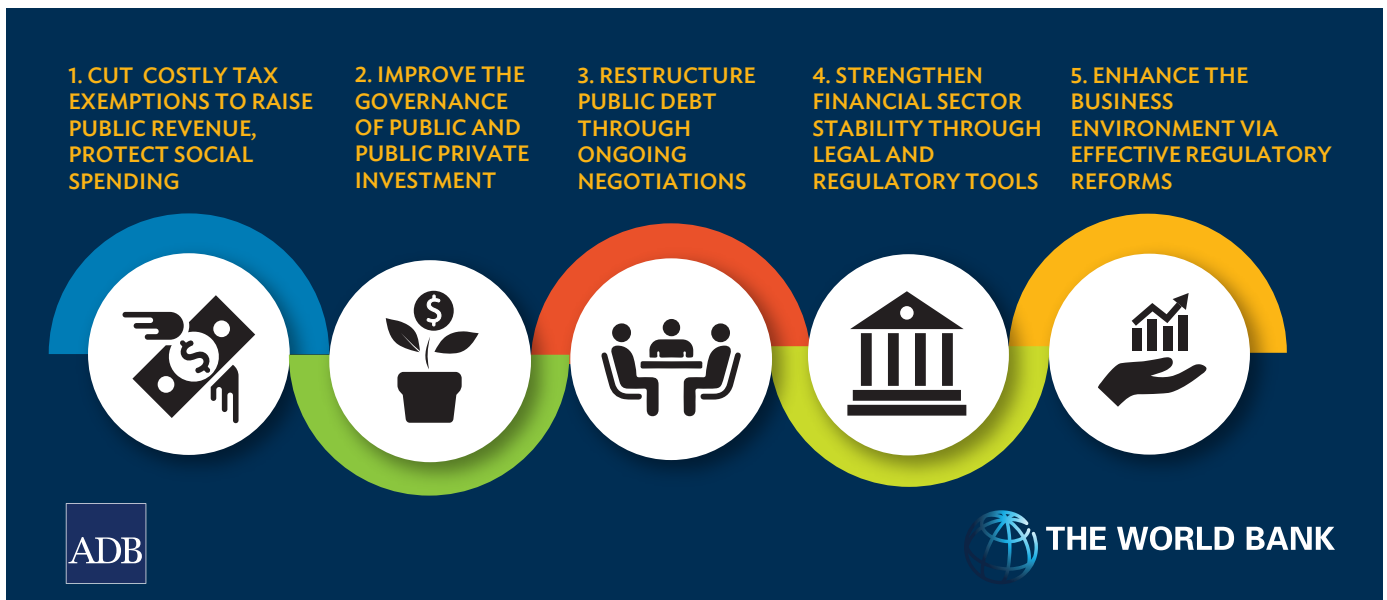 1. CUT COSTLY TAX
EXEMPTIONS TO RAISE
PUBLIC REVENUE,
PROTECT SOCIAL
SPENDING
2. IMPROVE THE
GOVERNANCE
OF PUBLIC AND
PUBLIC PRIVATE
INVESTMENT
3. RESTRUCTURE
PUBLIC DEBT
THROUGH
ONGOING
NEGOTIATIONS
4. STRENGTHEN
FINANCIAL SECTOR
STABILITY THROUGH
LEGAL AND
REGULATORY TOOLS
5. ENHANCE THE
BUSINESS
ENVIRONMENT VIA
EFFECTIVE REGULATORY
REFORMS
$
$
ADB
THE WORLD BANK